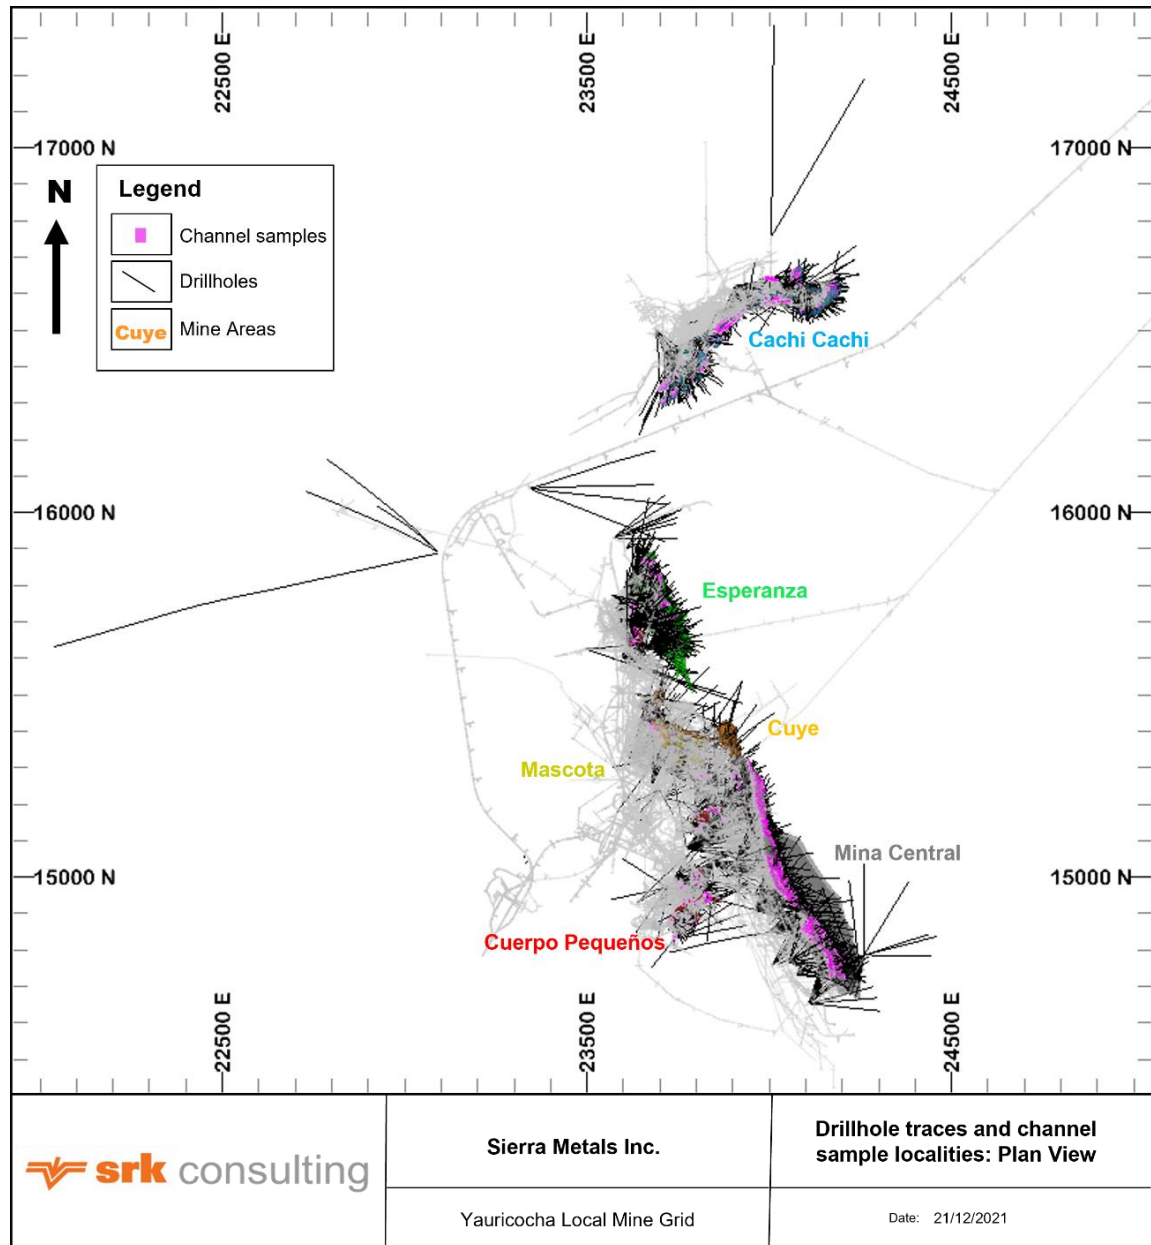 22500 E
23500 E
24500 E
17000 N
17000 N
N
Legend
Channel samples
Drillholes
Cuye
Mine Areas
Cachi Cachi
16000 N
16000 N
Esperanza
Cuye
Mascota
Mina Central
15000 N
15000 N
Cuerpo Pequeños
22500 E
23500 E
24500 E
srk consulting
Sierra Metals Inc.
Drillhole traces and channel
sample localities: Plan View
Yauricocha Local Mine Grid
Date: 21/12/2021